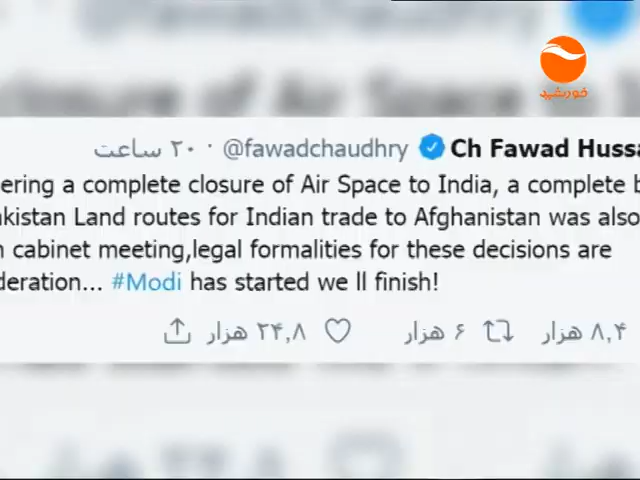 خورشید
Ch Fawad Hussa @fawadchaudhry · ۲۰ ساعت
ering a complete closure of Air Space to India, a complete b
kistan Land routes for Indian trade to Afghanistan was also
cabinet meeting,legal formalities for these decisions are
deration... #Modi has started we ll finish!
۸,۴ هزار ۶ هزار ۲۴,۸ هزار